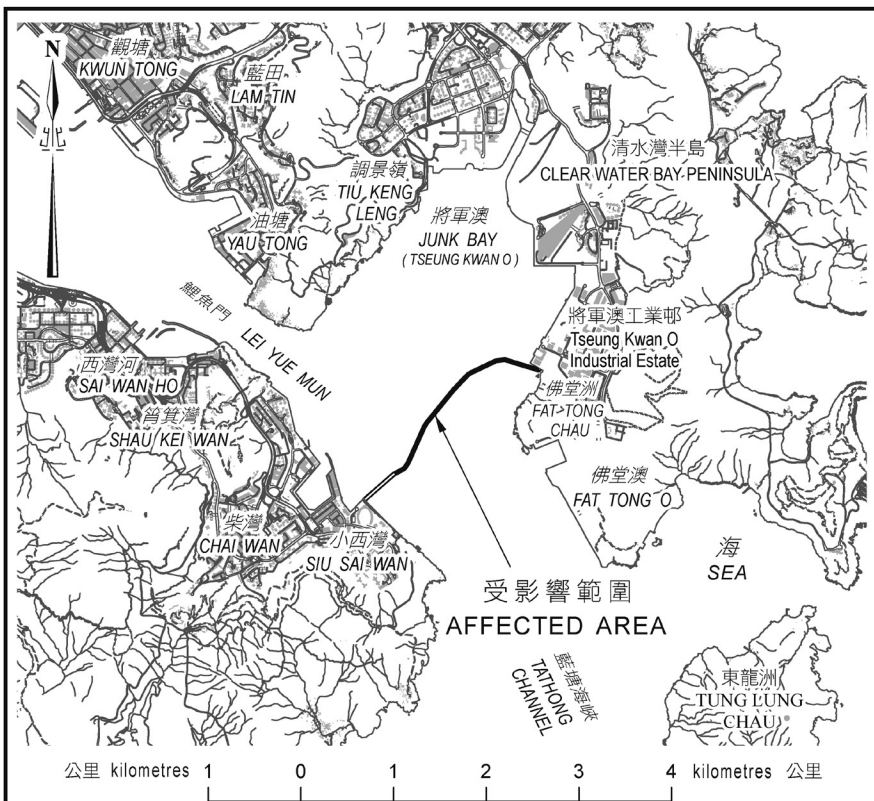 N
觀塘
KWUN TONG
藍田
LAM TIN
清水灣半島
CLEAR WATER BAY PENINSULA
調景嶺
TIU KENG
LENG
將軍澳
JUNK BAY
(TSEUNG KWAN O)
油塘
YAU TONG
鯉魚門
LEI YUE MUN
將軍澳工業邨
Tseung Kwan O
Industrial Estate
西灣河
SAI WAN HO
筲箕灣
SHAU KEI WAN
佛堂洲
FAT TONG
CHAU
佛堂澳
FAT TONG O
柴灣
CHAI WAN
小西灣
SIU SAI WAN
海
SEA
受影響範圍
AFFECTED AREA
藍塘海峽
TATHONG
CHANNEL
東龍洲
TUNG LUNG
CHAU
公里 kilometres 1 0 1 2 3 4 kilometres 公里